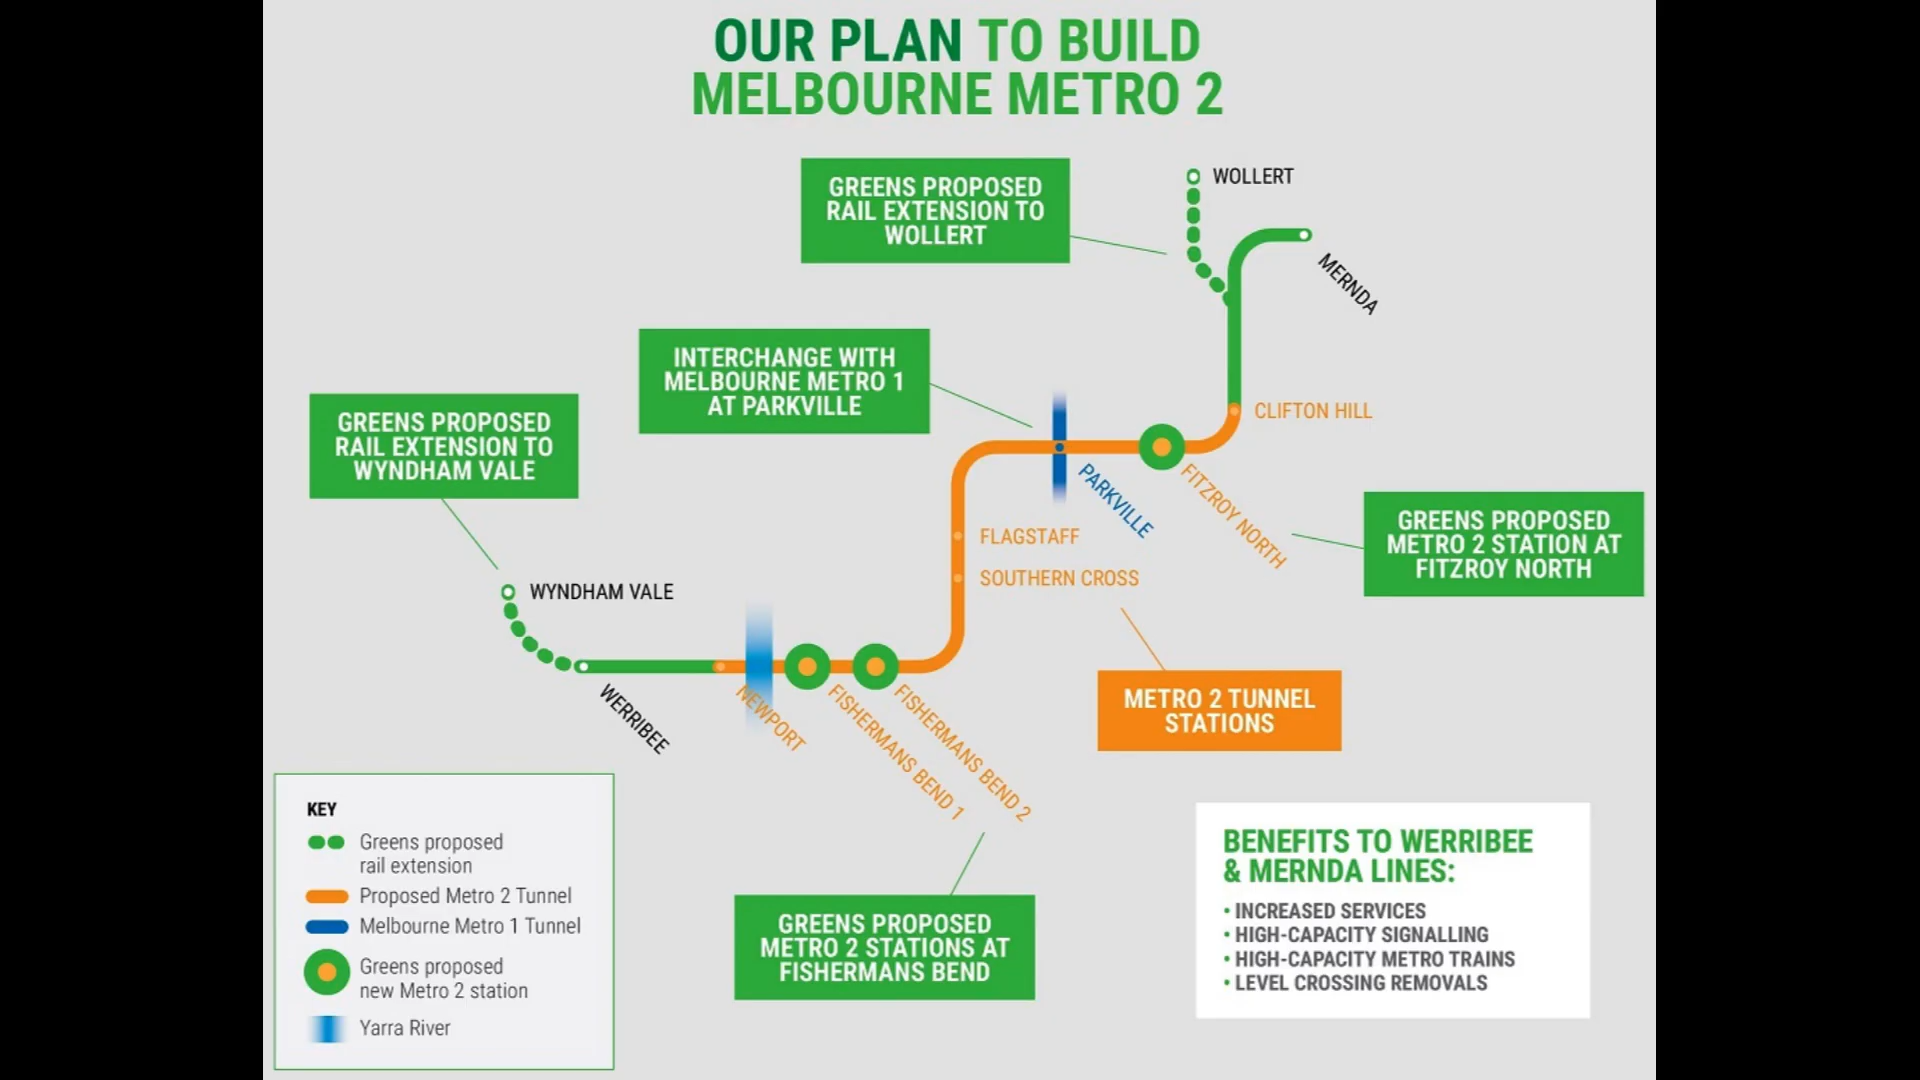 OUR PLAN TO BUILD
MELBOURNE METRO 2
GREENS PROPOSED
RAIL EXTENSION TO
WOLLERT
WOLLERT
MERNDA
INTERCHANGE WITH
MELBOURNE METRO 1
AT PARKVILLE
GREENS PROPOSED
RAIL EXTENSION TO
WYNDHAM VALE
CLIFTON HILL
PARKVILLE
FITZROY NORTH
GREENS PROPOSED
METRO 2 STATION AT
FITZROY NORTH
FLAGSTAFF
SOUTHERN CROSS
WYNDHAM VALE
WERRIBEE
NEWPORT
FISHERMANS BEND 1
FISHERMANS BEND 2
METRO 2 TUNNEL
STATIONS
KEY
Greens proposed
rail extension
Proposed Metro 2 Tunnel
Melbourne Metro 1 Tunnel
Greens proposed
new Metro 2 station
Yarra River
GREENS PROPOSED
METRO 2 STATIONS AT
FISHERMANS BEND
BENEFITS TO WERRIBEE
& MERNDA LINES:
• INCREASED SERVICES
• HIGH-CAPACITY SIGNALLING
• HIGH-CAPACITY METRO TRAINS
• LEVEL CROSSING REMOVALS